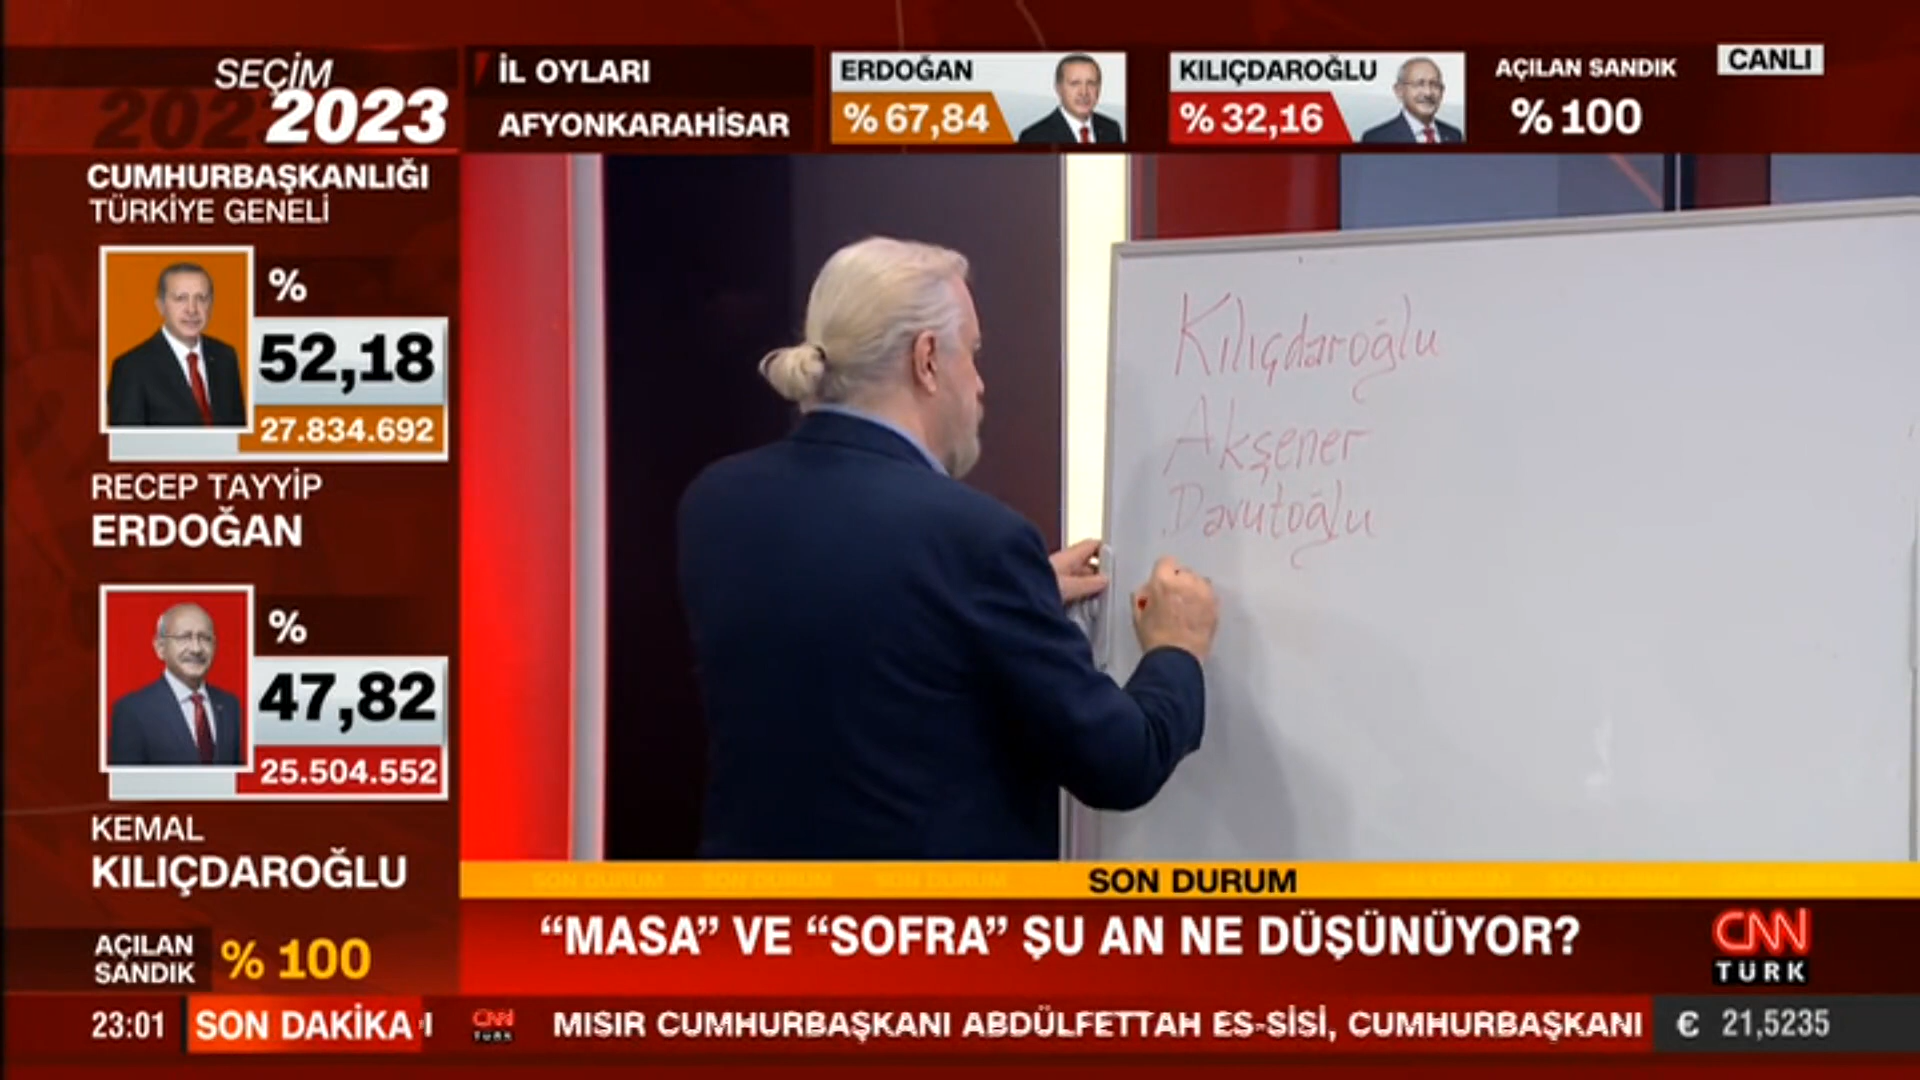 SEÇİM
2023
İL OYLARI
AFYONKARAHİSAR
ERDOĞAN
% 67,84
KILIÇDAROĞLU
% 32,16
AÇILAN SANDIK
% 100
CANLI
CUMHURBAŞKANLIĞI
TÜRKİYE GENELİ
%
52,18
27.834.692
RECEP TAYYİP
ERDOĞAN
%
47,82
25.504.552
KEMAL
KILIÇDAROĞLU
AÇILAN
SANDIK
% 100
Kılıçdaroğlu
Akşener
Davutoğlu
SON DURUM
“MASA” VE “SOFRA” ŞU AN NE DÜŞÜNÜYOR?
CNN
TÜRK
23:01
SON DAKİKA
CNN
TÜRK
MISIR CUMHURBAŞKANI ABDÜLFETTAH ES-SİSİ, CUMHURBAŞKANI
€ 21,5235